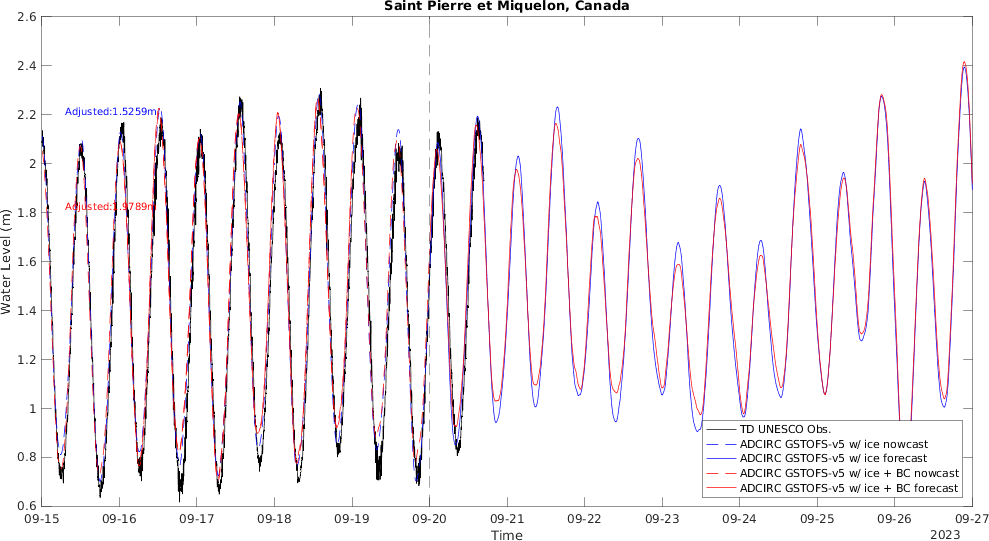 Saint Pierre et Miquelon, Canada
2.6
2.4
2.2
2
1.8
1.6
1.4
1.2
1
0.8
0.6
Water Level (m)
Adjusted:1.5259m
Adjusted:1.9789m
TD UNESCO Obs.
ADCIRC GSTOFS-v5 w/ ice nowcast
ADCIRC GSTOFS-v5 w/ ice forecast
ADCIRC GSTOFS-v5 w/ ice + BC nowcast
ADCIRC GSTOFS-v5 w/ ice + BC forecast
09-15 09-16 09-17 09-18 09-19 09-20 09-21 09-22 09-23 09-24 09-25 09-26 09-27
Time
2023